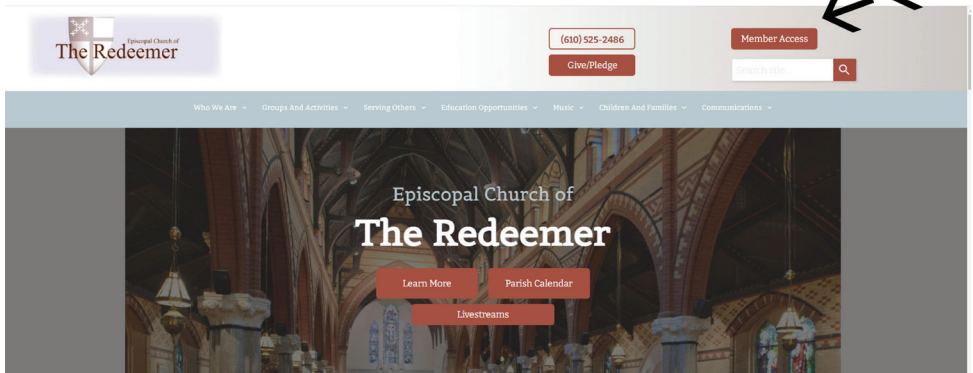 Episcopal Church of
The Redeemer
(610) 525-2486
Give/Pledge
Member Access
Search site...
Who We Are
Groups And Activities
Serving Others
Education Opportunities
Music
Children And Families
Communications
Episcopal Church of
The Redeemer
Learn More
Parish Calendar
Livestreams